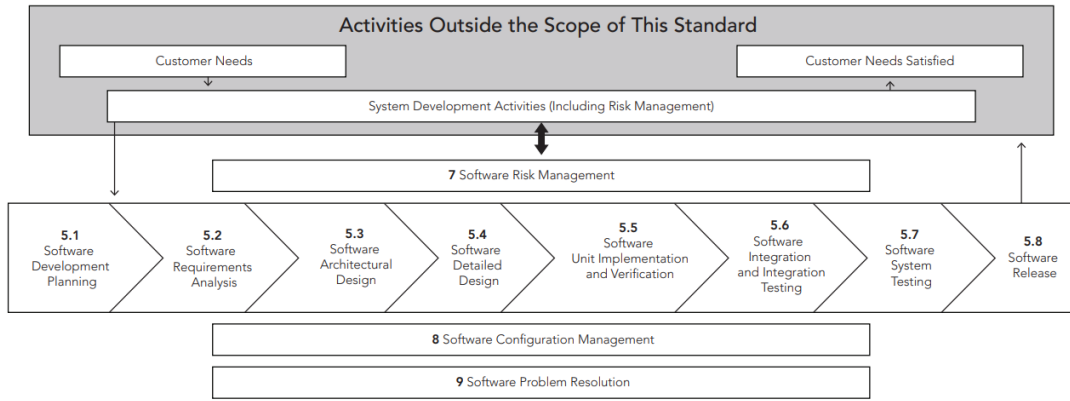 Activities Outside the Scope of This Standard
Customer Needs
Customer Needs Satisfied
System Development Activities (Including Risk Management)
7 Software Risk Management
5.1
Software
Development
Planning
5.2
Software
Requirements
Analysis
5.3
Software
Architectural
Design
5.4
Software
Detailed
Design
5.5
Software
Unit Implementation
and Verification
5.6
Software
Integration
and Integration
Testing
5.7
Software
System
Testing
5.8
Software
Release
8 Software Configuration Management
9 Software Problem Resolution